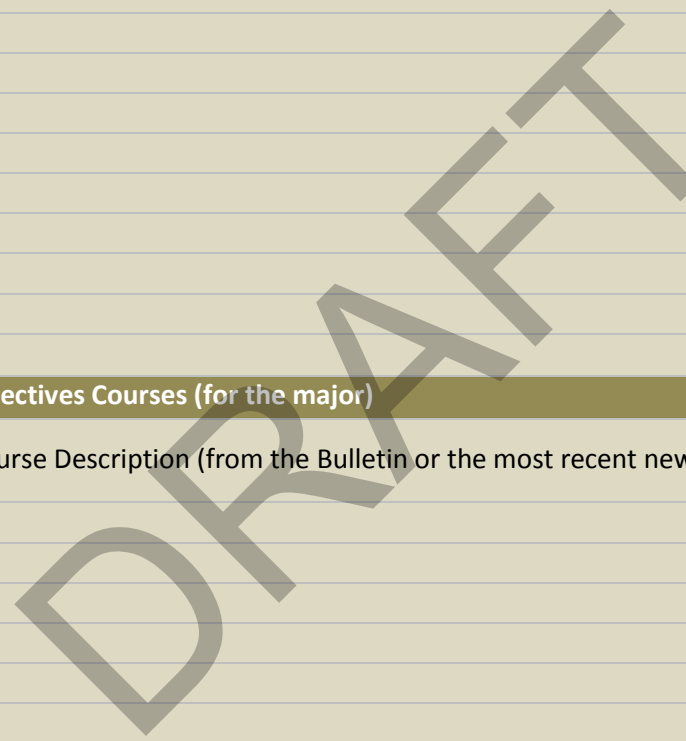 ectives Courses (for the major)
urse Description (from the Bulletin or the most recent new
DRAFT